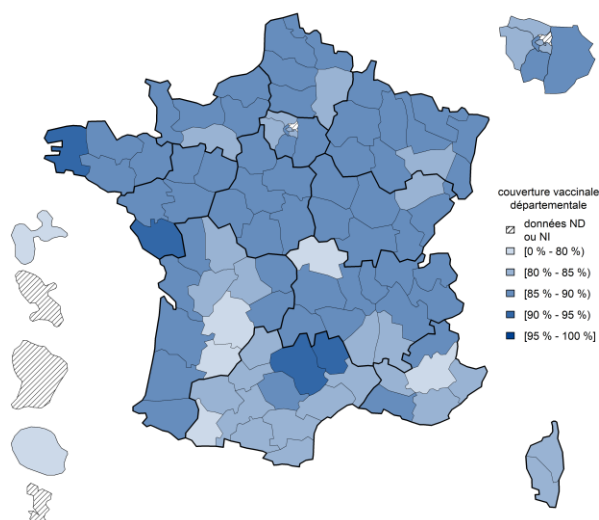 couverture vaccinale
départementale
données ND
ou NI
[0 % - 80 %)
[80 % - 85 %)
[85 % - 90 %)
[90 % - 95 %)
[95 % - 100 %]